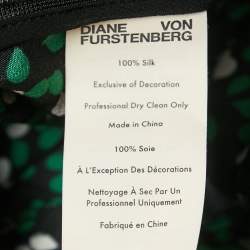 DIANE VON
FURSTENBERG
100% Silk
Exclusive of Decoration
Professional Dry Clean Only
Made in China
100% Soie
À L'Exception Des Décorations
Nettoyage À Sec Par Un
Professionel Uniquement
Fabriqué en Chine